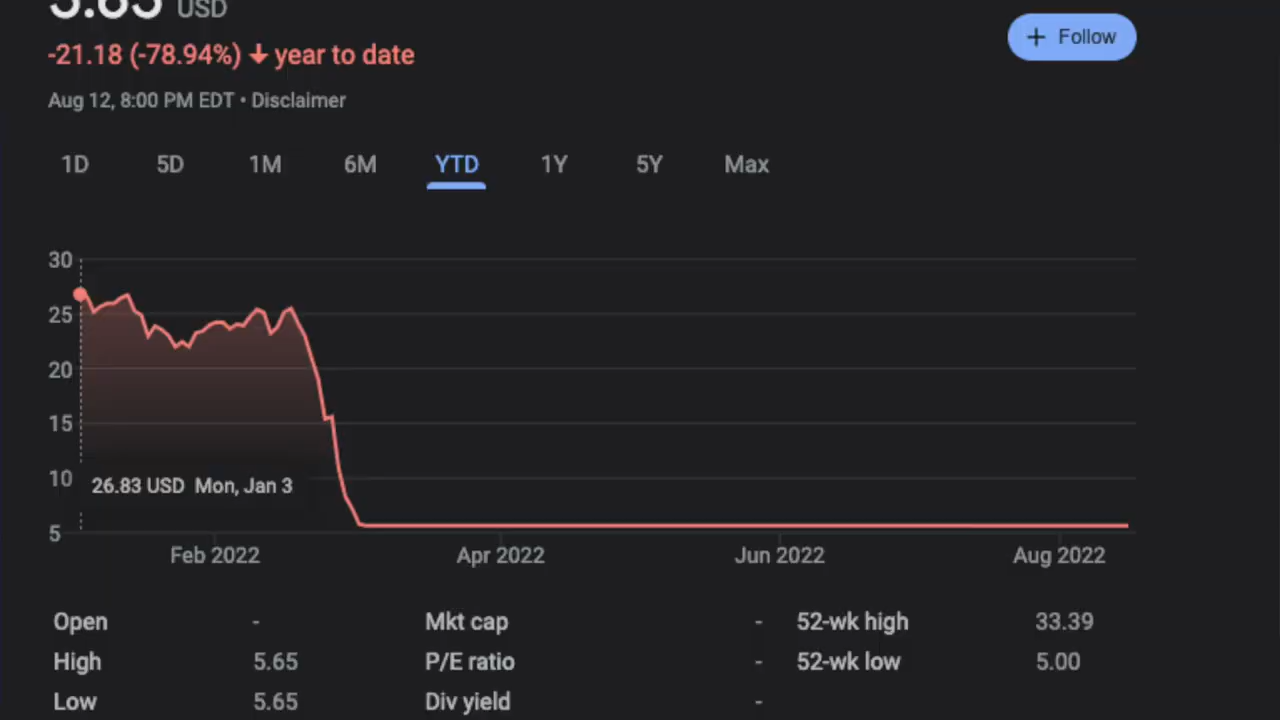 5.65 USD
+ Follow
-21.18 (-78.94%) ↓ year to date
Aug 12, 8:00 PM EDT • Disclaimer
1D 5D 1M 6M YTD 1Y 5Y Max
30
25
20
15
10
26.83 USD Mon, Jan 3
5
Feb 2022 Apr 2022 Jun 2022 Aug 2022
Open - Mkt cap - 52-wk high 33.39
High 5.65 P/E ratio - 52-wk low 5.00
Low 5.65 Div yield -